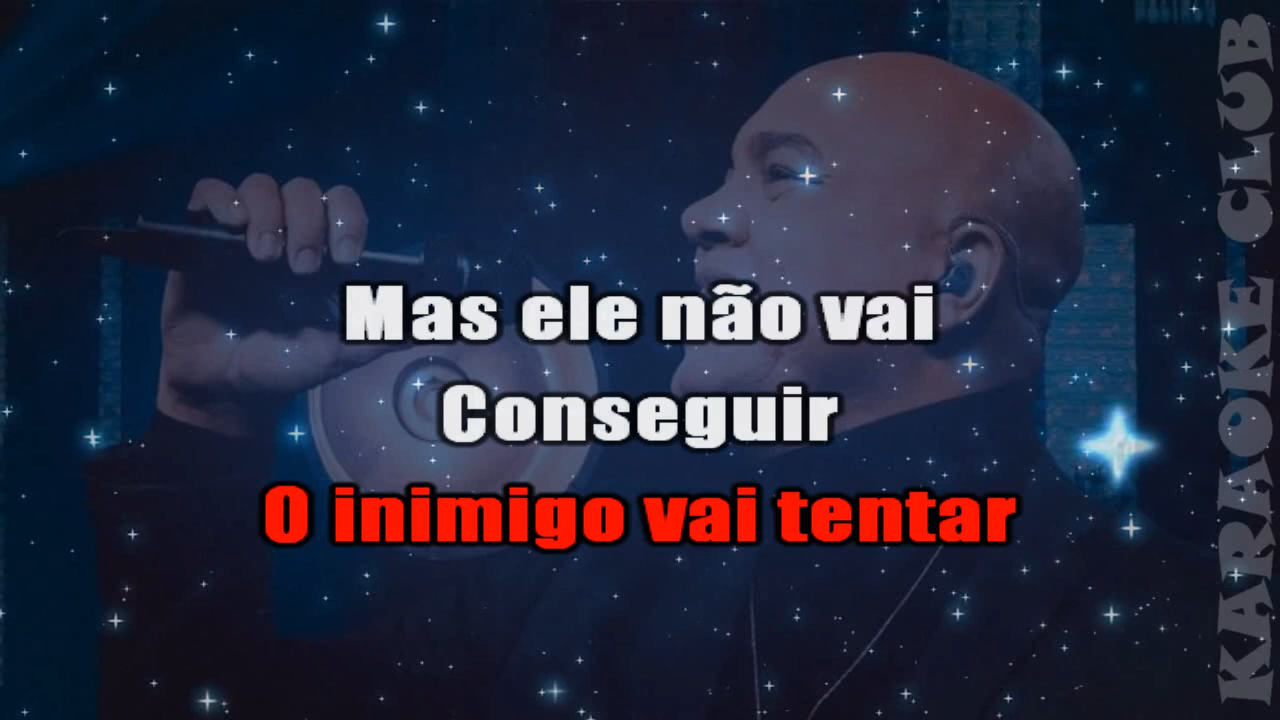 Mas ele não vai
Conseguir
O inimigo vai tentar
KARAOKE CLUB